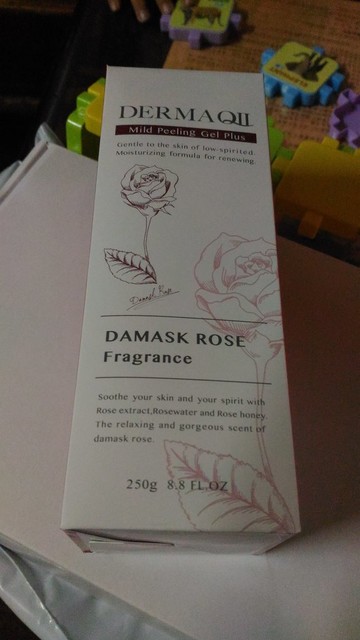 DERMAQII
Mild Peeling Gel Plus
Gentle to the skin of low-spirited.
Moisturizing formula for renewing.
Damask Rose
DAMASK ROSE
Fragrance
Soothe your skin and your spirit with
Rose extract,Rosewater and Rose honey.
The relaxing and gorgeous scent of
damask rose.
250g 8.8 FL.OZ